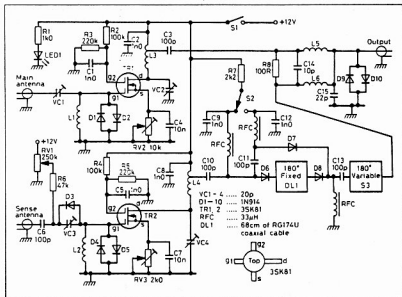 R1
1k0
R2
100k
C2
1n0
C3
100p
S1
+12V
R3
220k
L3
L5
Output
LED1
C1
1n0
TR1
R7
2k2
R8
100R
L6
C14
10p
D9
D10
Main
antenna
g2
d
g1
s
VC2
S2
C15
22p
VC1
L1
D1
D2
C4
10n
RV2 10k
C9
1n0
RFC
RFC
C12
1n0
+12V
RV1
250k
R4
100k
R5
220k
C8
1n0
L4
C10
100p
C11
100p
D7
C13
100p
R6
47k
C5
1n0
D6
180°
Fixed
DL1
D8
180°
Variable
S3
Sense
antenna
D3
g2
d
g1
s
TR2
VC1-4 ..... 20p
D1-10 ..... 1N914
TR1, 2 ..... 3SK81
RFC ..... 33µH
DL1 ..... 68cm of RG174U
coaxial cable
RFC
C6
100p
VC3
VC4
L2
D4
D5
C7
10n
RV3 2k0
g2
g1
Top
d
s
3SK81